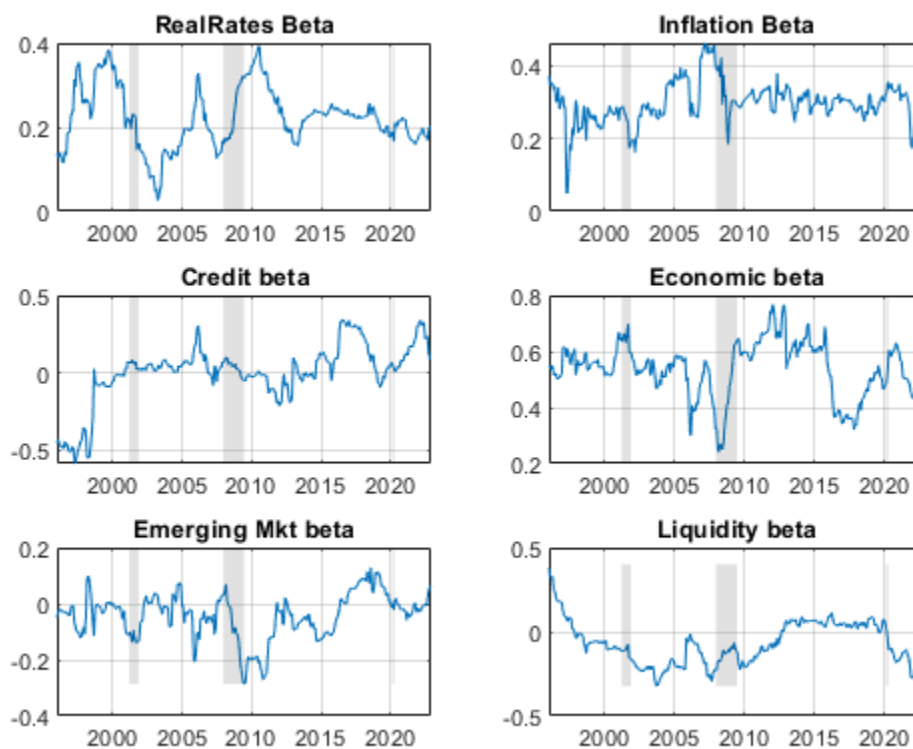 RealRates Beta
0.4
0.2
0
2000 2005 2010 2015 2020
Inflation Beta
0.4
0.2
0
2000 2005 2010 2015 2020
Credit beta
0.5
0
-0.5
2000 2005 2010 2015 2020
Economic beta
0.8
0.6
0.4
0.2
2000 2005 2010 2015 2020
Emerging Mkt beta
0.2
0
-0.2
-0.4
2000 2005 2010 2015 2020
Liquidity beta
0.5
0
-0.5
2000 2005 2010 2015 2020